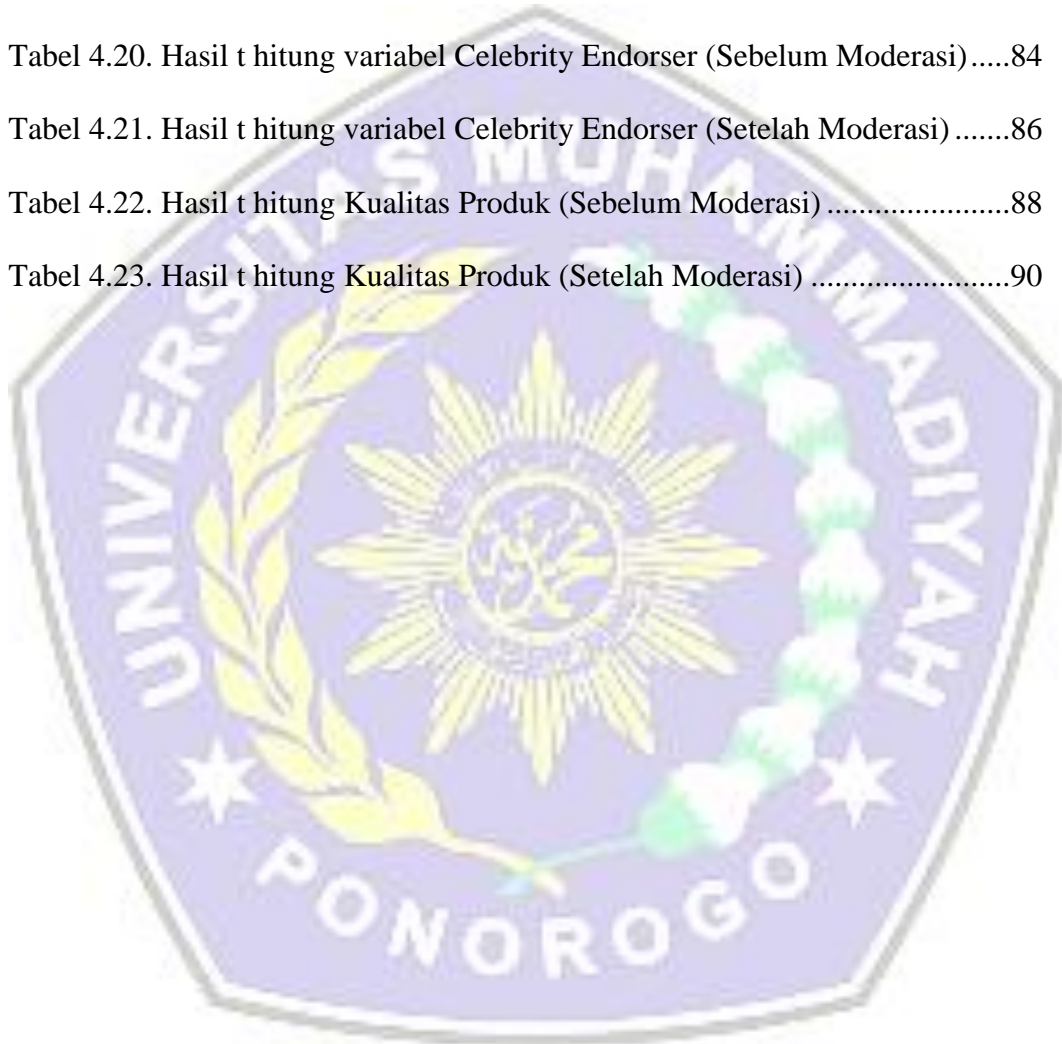 Tabel 4.20. Hasil t hitung variabel Celebrity Endorser (Sebelum Moderasi).....84
Tabel 4.21. Hasil t hitung variabel Celebrity Endorser (Setelah Moderasi).......86
Tabel 4.22. Hasil t hitung Kualitas Produk (Sebelum Moderasi)......................88
Tabel 4.23. Hasil t hitung Kualitas Produk (Setelah Moderasi) .......................90
UNIVERSITAS MUHAMMADIYAH
PONOROGO